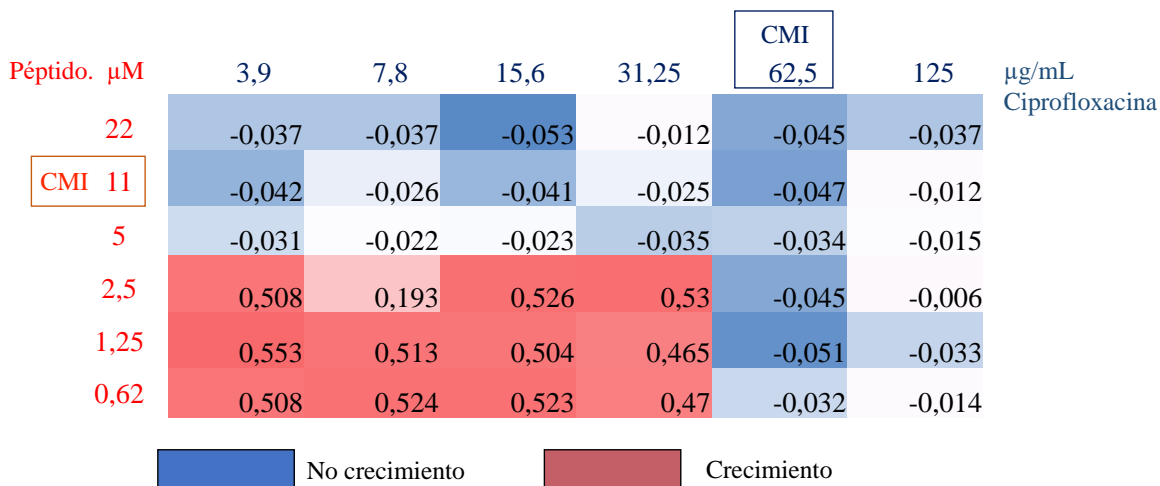 CMI
Péptido. µM 3,9 7,8 15,6 31,25 62,5 125 µg/mL
Ciprofloxacina
22 -0,037 -0,037 -0,053 -0,012 -0,045 -0,037
CMI 11 -0,042 -0,026 -0,041 -0,025 -0,047 -0,012
5 -0,031 -0,022 -0,023 -0,035 -0,034 -0,015
2,5 0,508 0,193 0,526 0,53 -0,045 -0,006
1,25 0,553 0,513 0,504 0,465 -0,051 -0,033
0,62 0,508 0,524 0,523 0,47 -0,032 -0,014
No crecimiento Crecimiento